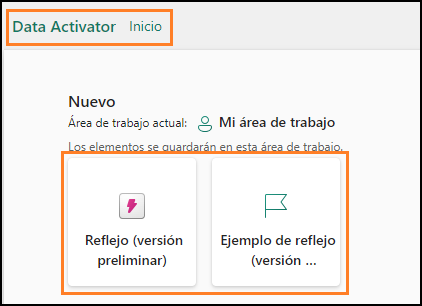 Data Activator Inicio
Nuevo
Área de trabajo actual: Mi área de trabajo
Los elementos se guardarán en esta área de trabajo.
Reflejo (versión
preliminar)
Ejemplo de reflejo
(versión ...